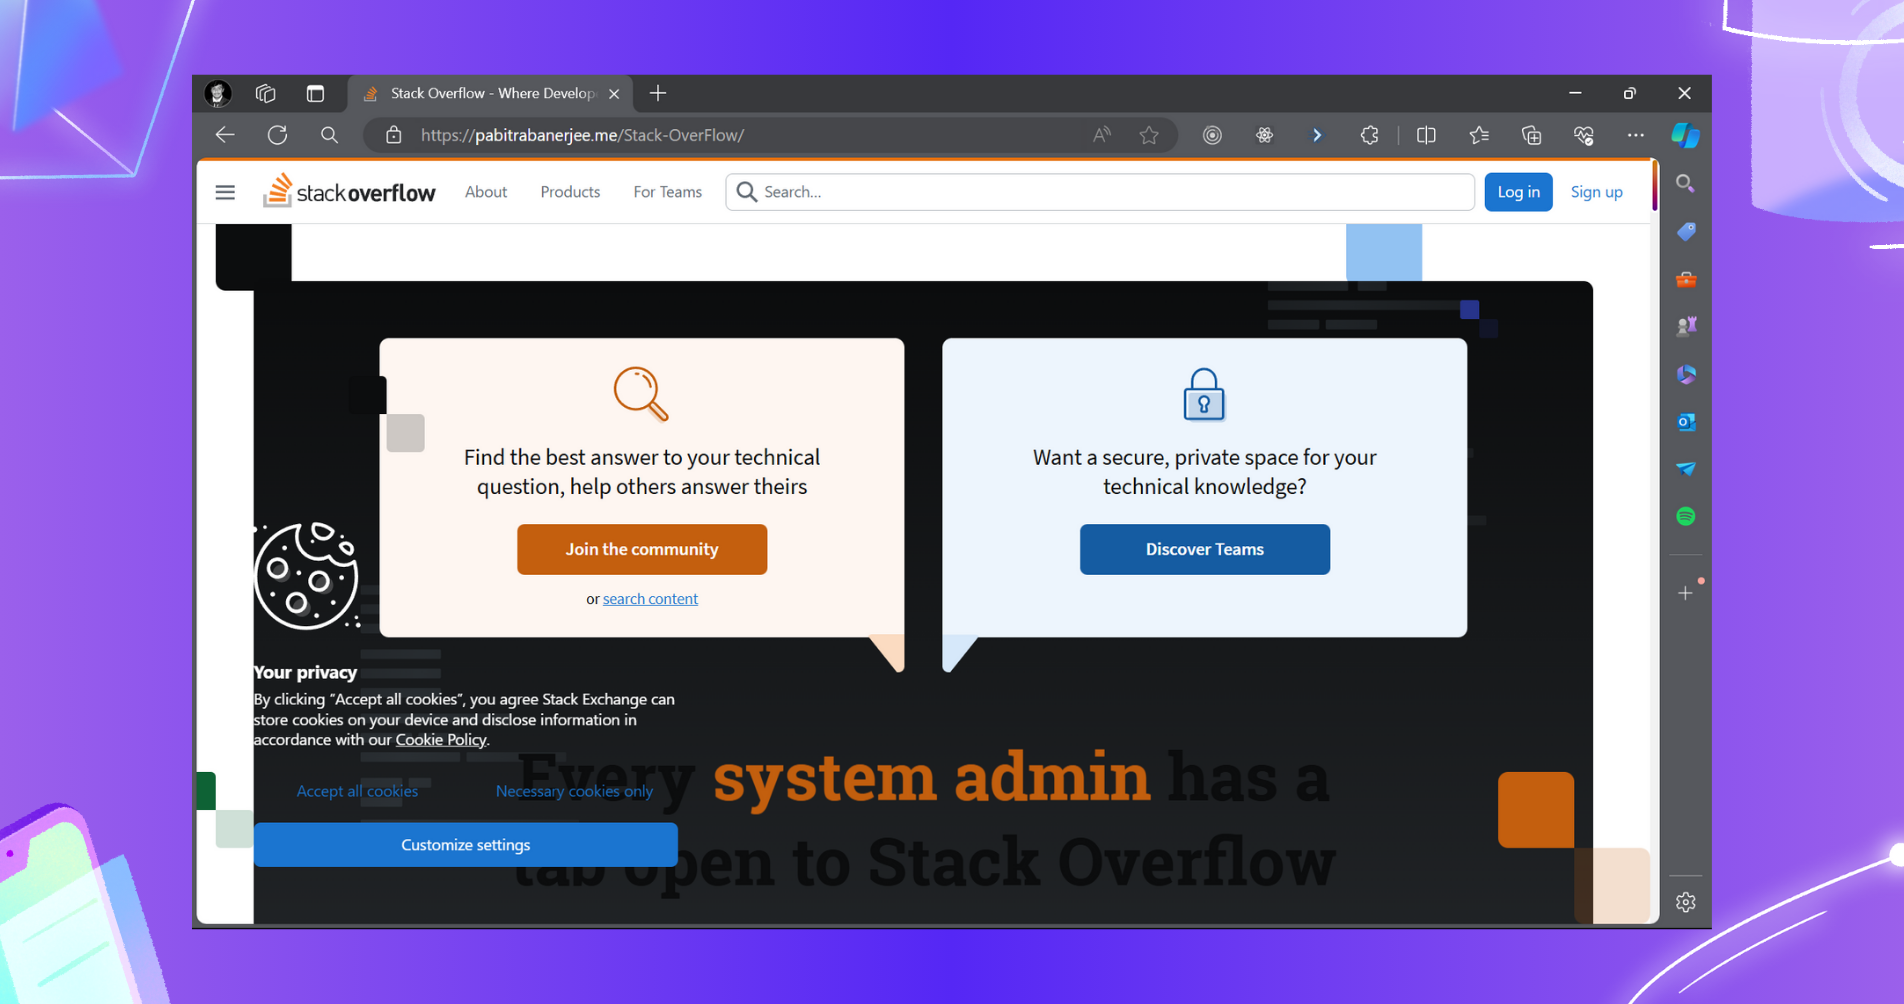 Stack Overflow - Where Develop
https://pabitrabanerjee.me/Stack-OverFlow/
stackoverflow
About
Products
For Teams
Search...
Log in
Sign up
Find the best answer to your technical
question, help others answer theirs
Join the community
or search content
Want a secure, private space for your
technical knowledge?
Discover Teams
Your privacy
By clicking “Accept all cookies”, you agree Stack Exchange can
store cookies on your device and disclose information in
accordance with our Cookie Policy.
Accept all cookies
Necessary cookies only
Customize settings
Every system admin has a
tab open to Stack Overflow